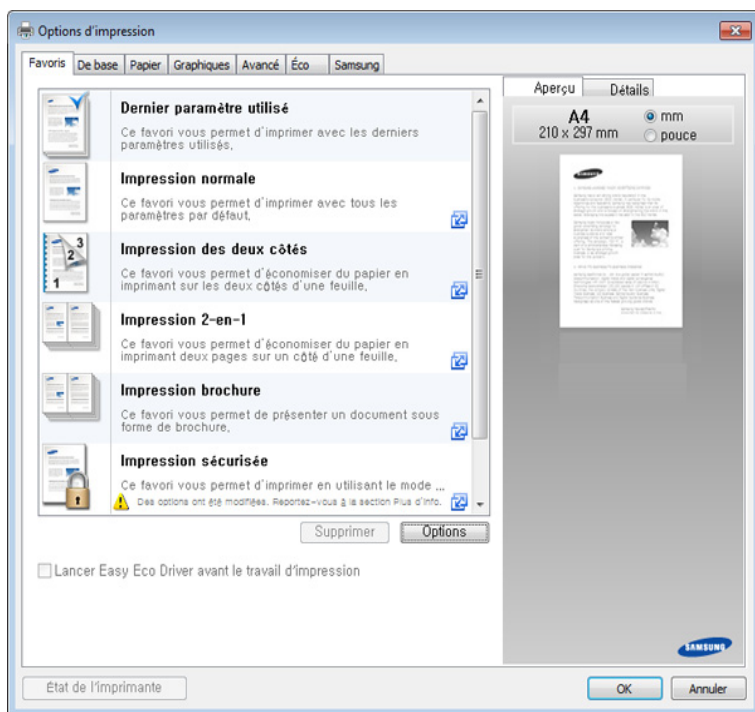 Options d'impression
Favoris
De base
Papier
Graphiques
Avancé
Éco
Samsung
Dernier paramètre utilisé
Ce favori vous permet d'imprimer avec les derniers
paramètres utilisés,
Impression normale
Ce favori vous permet d'imprimer avec tous les
paramètres par défaut,
Impression des deux côtés
Ce favori vous permet d'économiser du papier en
imprimant sur les deux côtés d'une feuille,
Impression 2-en-1
Ce favori vous permet d'économiser du papier en
imprimant deux pages sur un côté d'une feuille,
Impression brochure
Ce favori vous permet de présenter un document sous
forme de brochure,
Impression sécurisée
Ce favori vous permet d'imprimer en utilisant le mode ...
Des options ont été modifiées. Reportez-vous à la section Plus d'info.
1
2
3
Supprimer
Options
Lancer Easy Eco Driver avant le travail d'impression
Aperçu
Détails
A4
210 x 297 mm
mm
pouce
SAMSUNG
SAMSUNG
État de l'imprimante
OK
Annuler